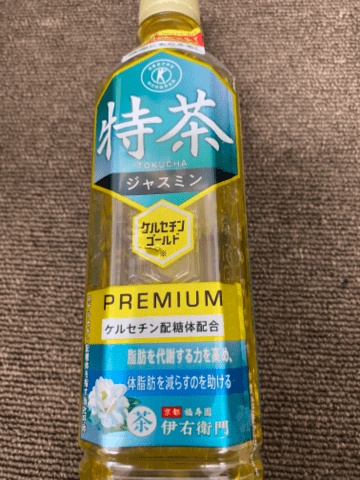 特茶
TOKUCHA
ジャスミン
ケルセチン
ゴールド
※
PREMIUM
ケルセチン配糖体配合
脂肪を代謝する力を高め、
体脂肪を減らすのを助ける
茶
京都 福寿園
伊右衛門